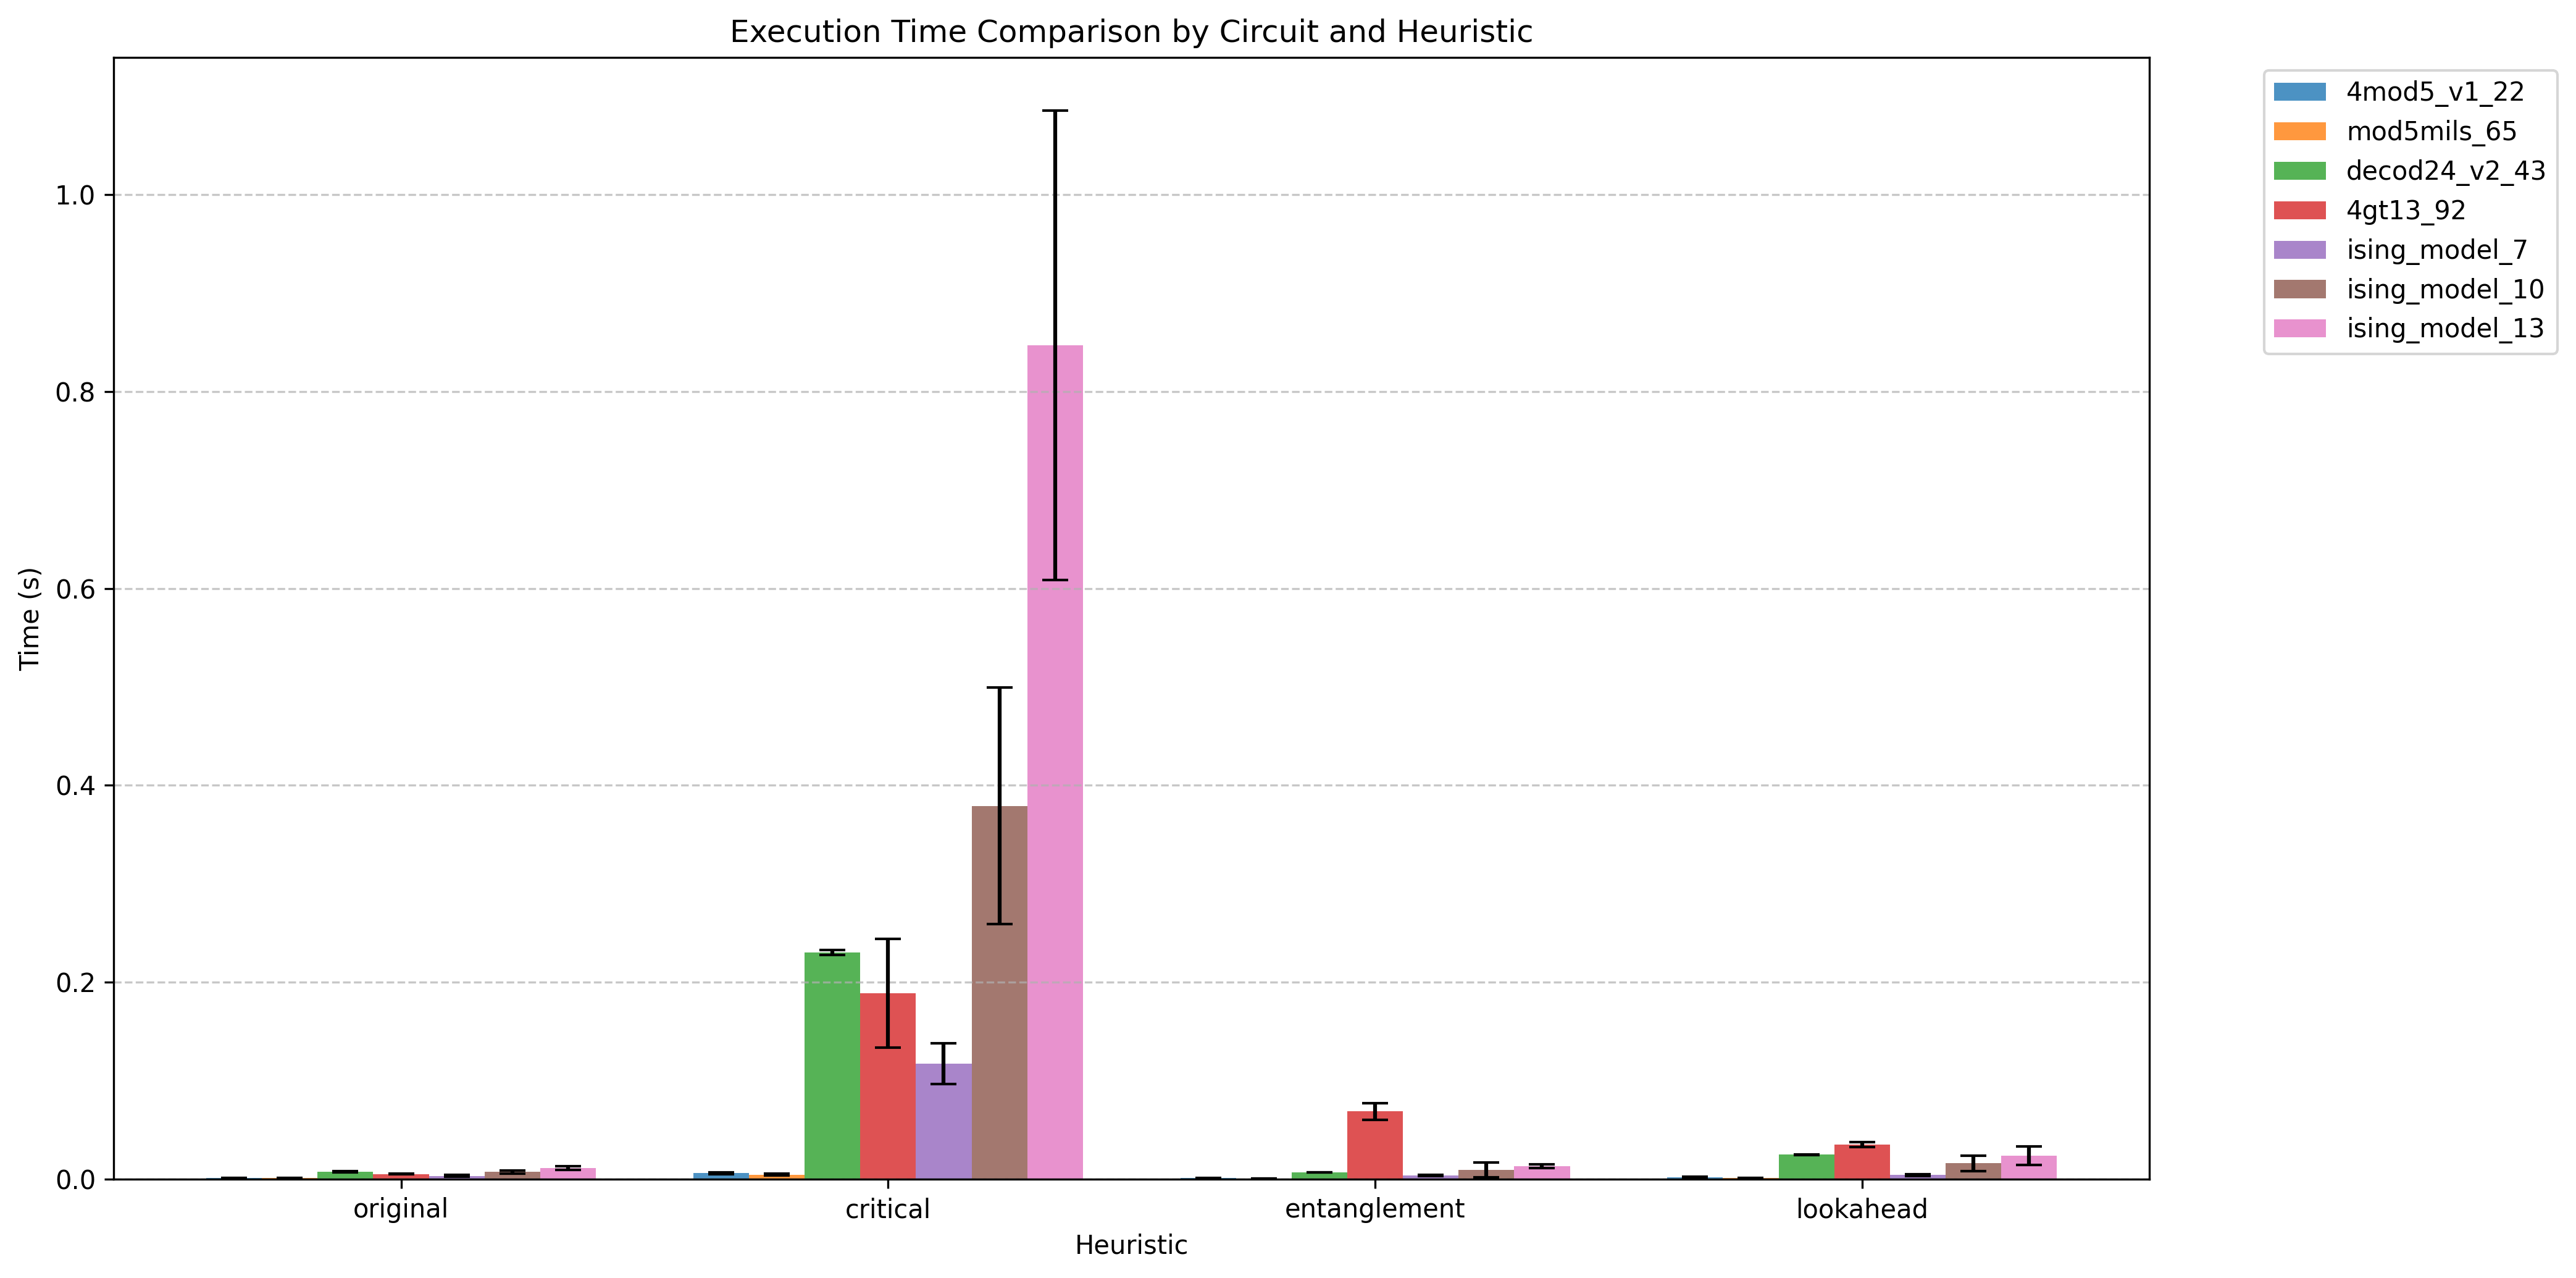 Execution Time Comparison by Circuit and Heuristic
4mod5_v1_22
mod5mils_65
decod24_v2_43
4gt13_92
ising_model_7
ising_model_10
ising_model_13
Time (s)
1.0
0.8
0.6
0.4
0.2
0.0
original critical entanglement lookahead
Heuristic